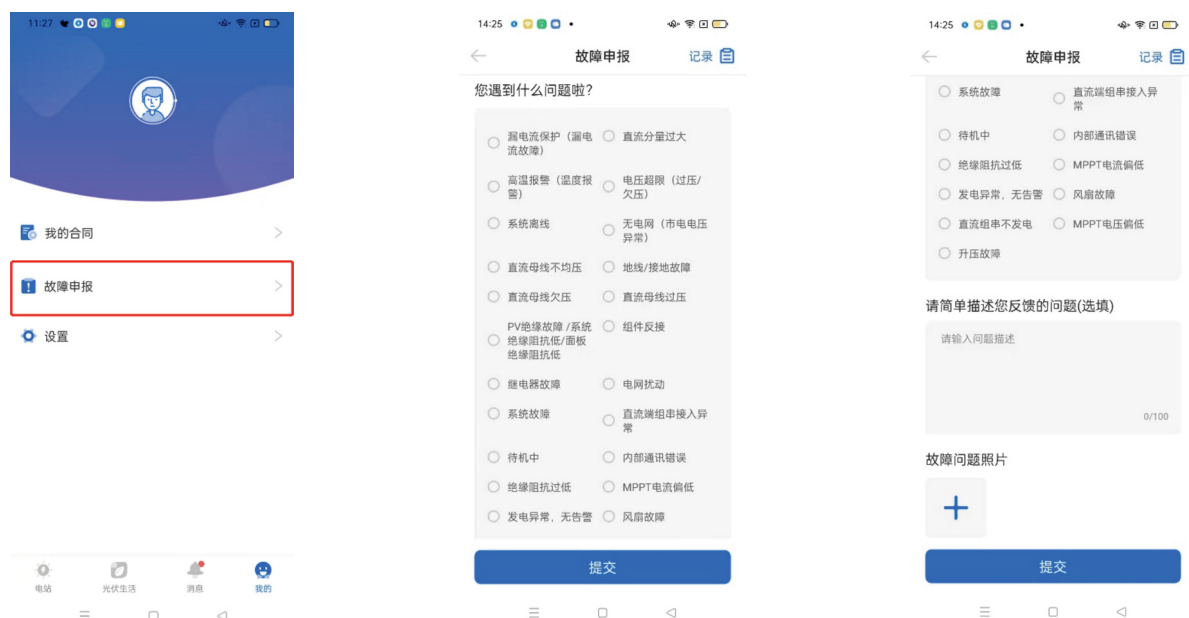 11:27
我的合同
故障申报
设置
电站
光伏生活
消息
我的
14:25
故障申报
记录
您遇到什么问题啦?
漏电流保护（漏电
流故障）
直流分量过大
高温报警（温度报
警）
电压超限（过压/
欠压）
系统离线
无电网（市电电压
异常）
直流母线不均压
地线/接地故障
直流母线欠压
直流母线过压
PV绝缘故障 /系统
绝缘阻抗低/面板
绝缘阻抗低
组件反接
继电器故障
电网扰动
系统故障
直流端组串接入异
常
待机中
内部通讯错误
绝缘阻抗过低
MPPT电流偏低
发电异常，无告警
风扇故障
提交
14:25
故障申报
记录
系统故障
直流端组串接入异
常
待机中
内部通讯错误
绝缘阻抗过低
MPPT电流偏低
发电异常，无告警
风扇故障
直流组串不发电
MPPT电压偏低
升压故障
请简单描述您反馈的问题(选填)
请输入问题描述
0/100
故障问题照片
提交